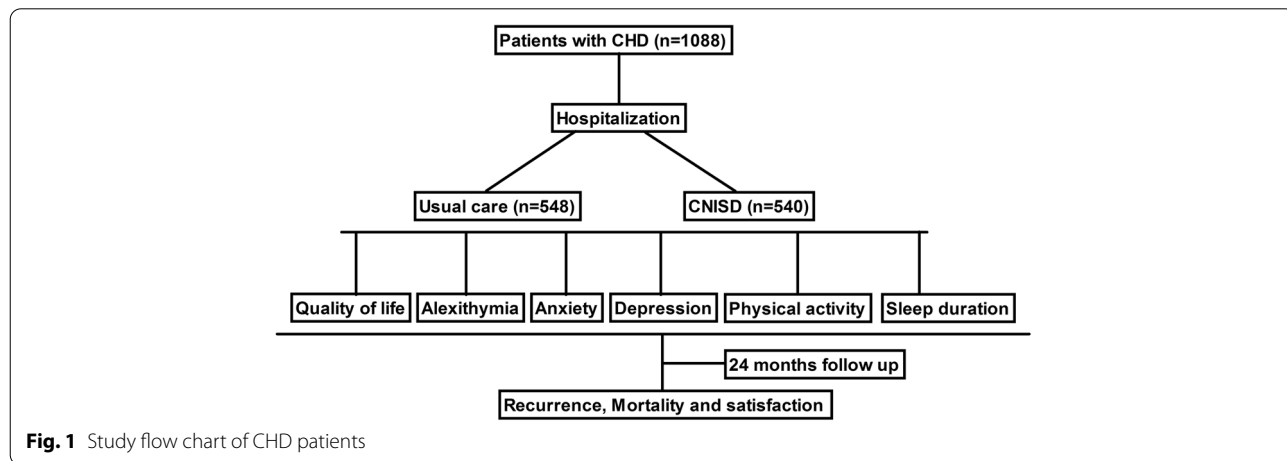 Patients with CHD (n=1088)
Hospitalization
Usual care (n=548)
CNISD (n=540)
Quality of life
Alexithymia
Anxiety
Depression
Physical activity
Sleep duration
24 months follow up
Recurrence, Mortality and satisfaction
Fig. 1 Study flow chart of CHD patients